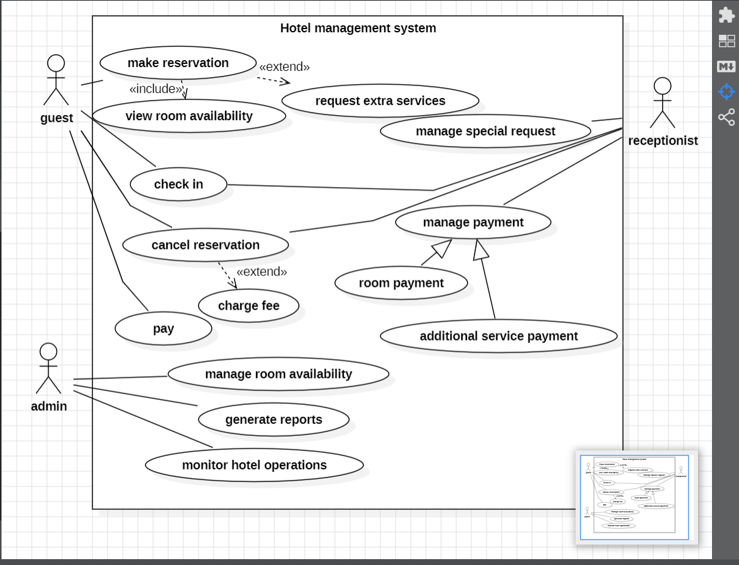 Hotel management system
make reservation
«extend»
«include»
request extra services
view room availability
guest
manage special request
receptionist
check in
manage payment
cancel reservation
«extend»
room payment
charge fee
pay
additional service payment
manage room availability
admin
generate reports
monitor hotel operations